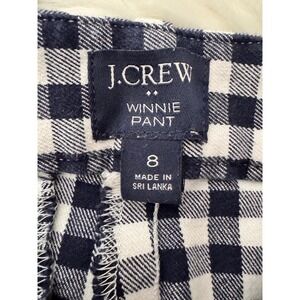 J.CREW
WINNIE
PANT
8
MADE IN
SRI LANKA